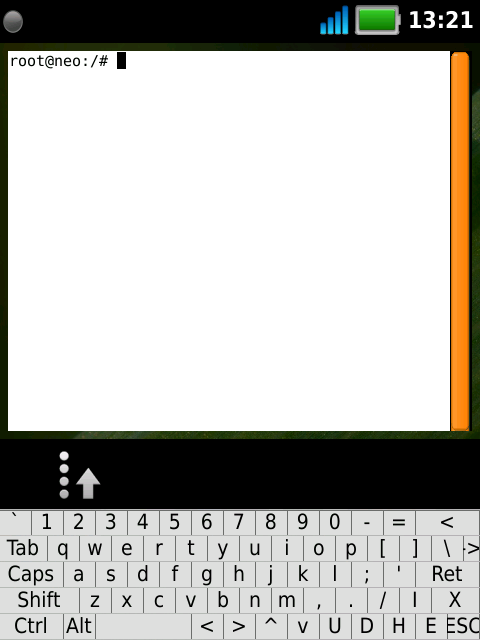 13:21
root@neo:/#
` 1 2 3 4 5 6 7 8 9 0 - = <
Tab q w e r t y u i o p [ ] \ ->
Caps a s d f g h j k l ; ' Ret
Shift z x c v b n m , . / I X
Ctrl Alt < > ^ v U D H E ESC